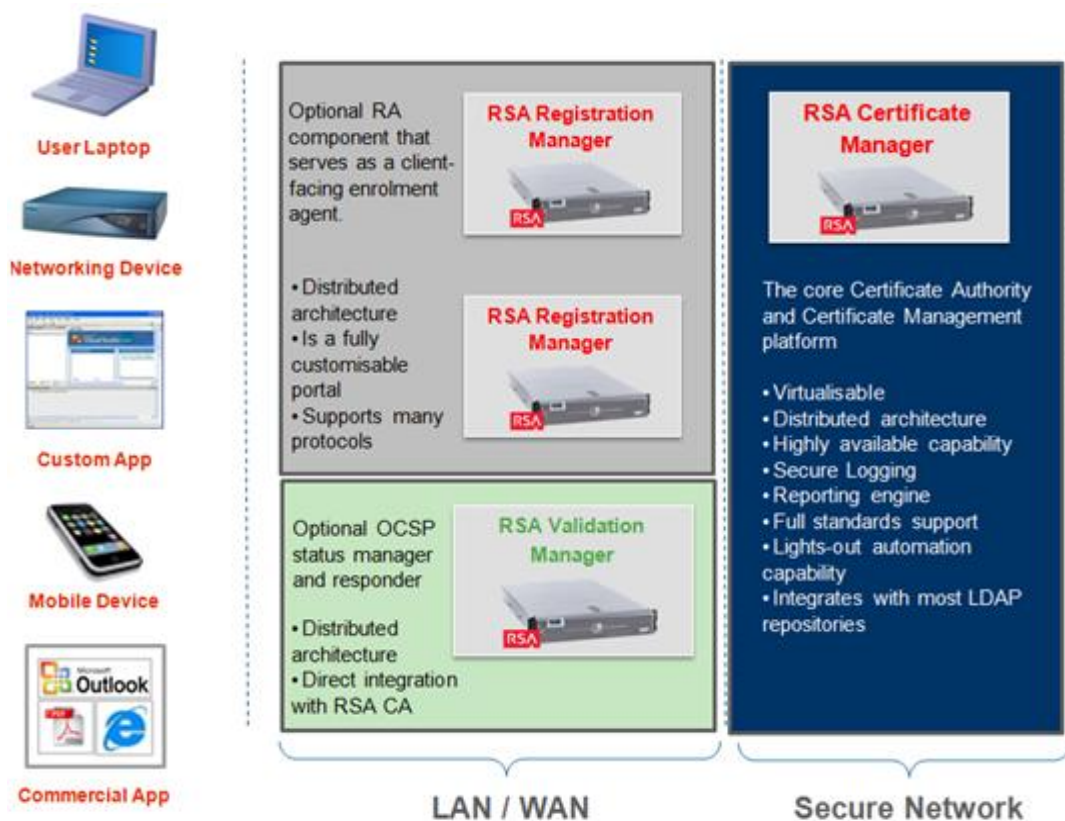 User Laptop
Networking Device
Custom App
Mobile Device
Microsoft
Outlook
PDF
Commercial App
Optional RA
component that
serves as a client-
facing enrolment
agent.
• Distributed
architecture
• Is a fully
customisable
portal
• Supports many
protocols
RSA Registration
Manager
RSA
RSA Registration
Manager
RSA
Optional OCSP
status manager
and responder
• Distributed
architecture
• Direct integration
with RSA CA
RSA Validation
Manager
RSA
LAN / WAN
RSA Certificate
Manager
RSA
The core Certificate Authority
and Certificate Management
platform
• Virtualisable
• Distributed architecture
• Highly available capability
• Secure Logging
• Reporting engine
• Full standards support
• Lights-out automation
capability
• Integrates with most LDAP
repositories
Secure Network